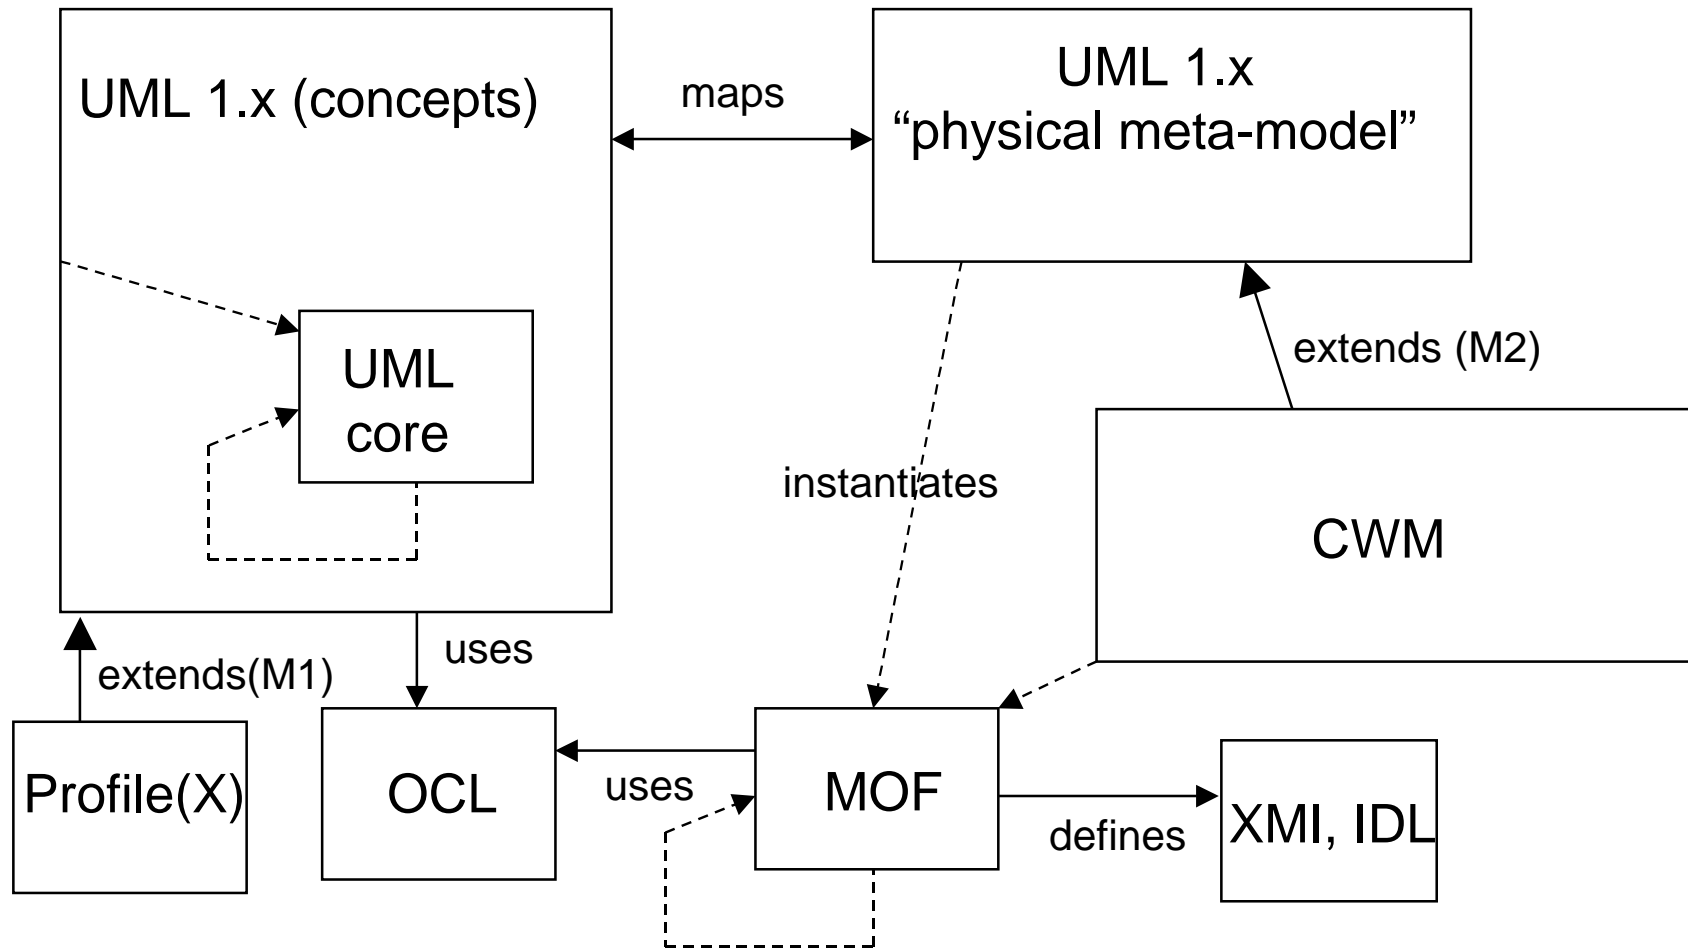 UML 1.x (concepts)
maps
UML 1.x
“physical meta-model”
UML
core
extends (M2)
instantiates
CWM
uses
extends(M1)
Profile(X)
OCL
uses
MOF
defines
XMI, IDL